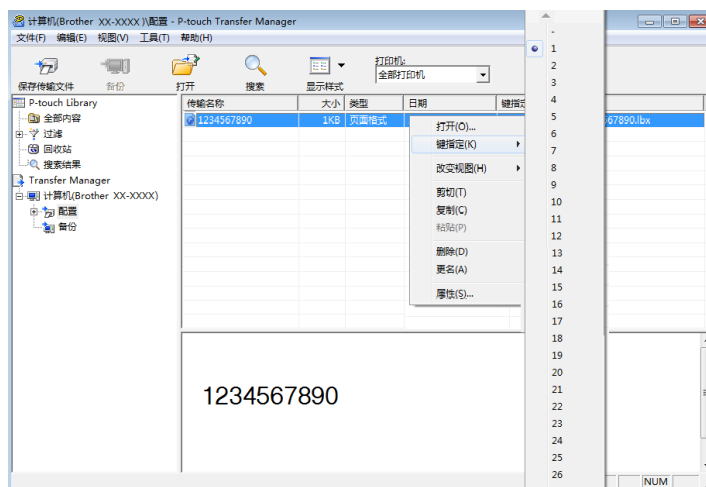 计算机(Brother XX-XXXX )\配置 - P-touch Transfer Manager
文件(F) 编辑(E) 视图(V) 工具(T) 帮助(H)
保存传输文件 备份 打开 搜索 显示样式
打印机:
全部打印机
P-touch Library
全部内容
过滤
回收站
搜索结果
Transfer Manager
计算机(Brother XX-XXXX)
配置
备份
传输名称 大小 类型 日期 键指定
1234567890 1KB 页面格式 67890.lbx
打开(O)...
键指定(K)
改变视图(H)
剪切(T)
复制(C)
粘贴(P)
删除(D)
更名(A)
属性(S)...
-
1
2
3
4
5
6
7
8
9
10
11
12
13
14
15
16
17
18
19
20
21
22
23
24
25
26
1234567890
NUM